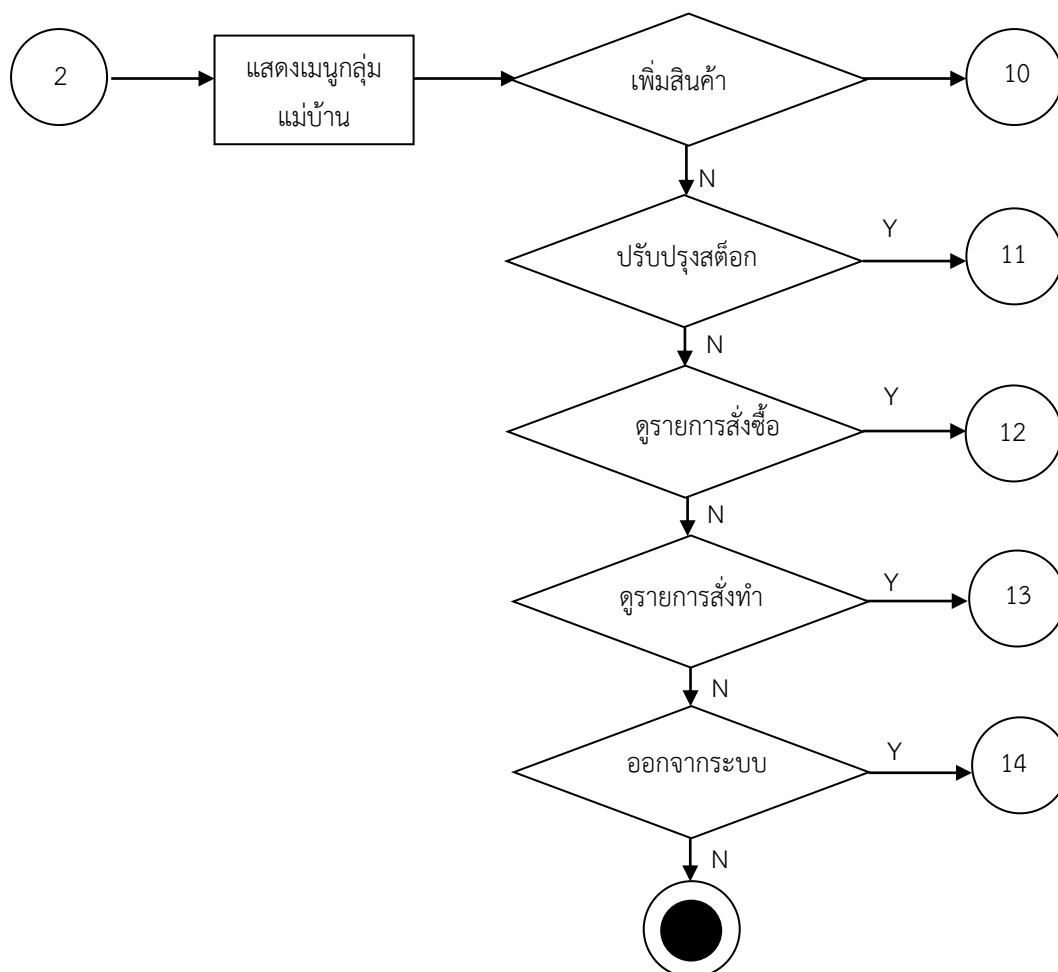 2
แสดงเมนูกลุ่ม
แม่บ้าน
เพิ่มสินค้า
10
N
ปรับปรุงสต็อก
Y
11
N
ดูรายการสั่งซื้อ
Y
12
N
ดูรายการสั่งทำ
Y
13
N
ออกจากระบบ
Y
14
N